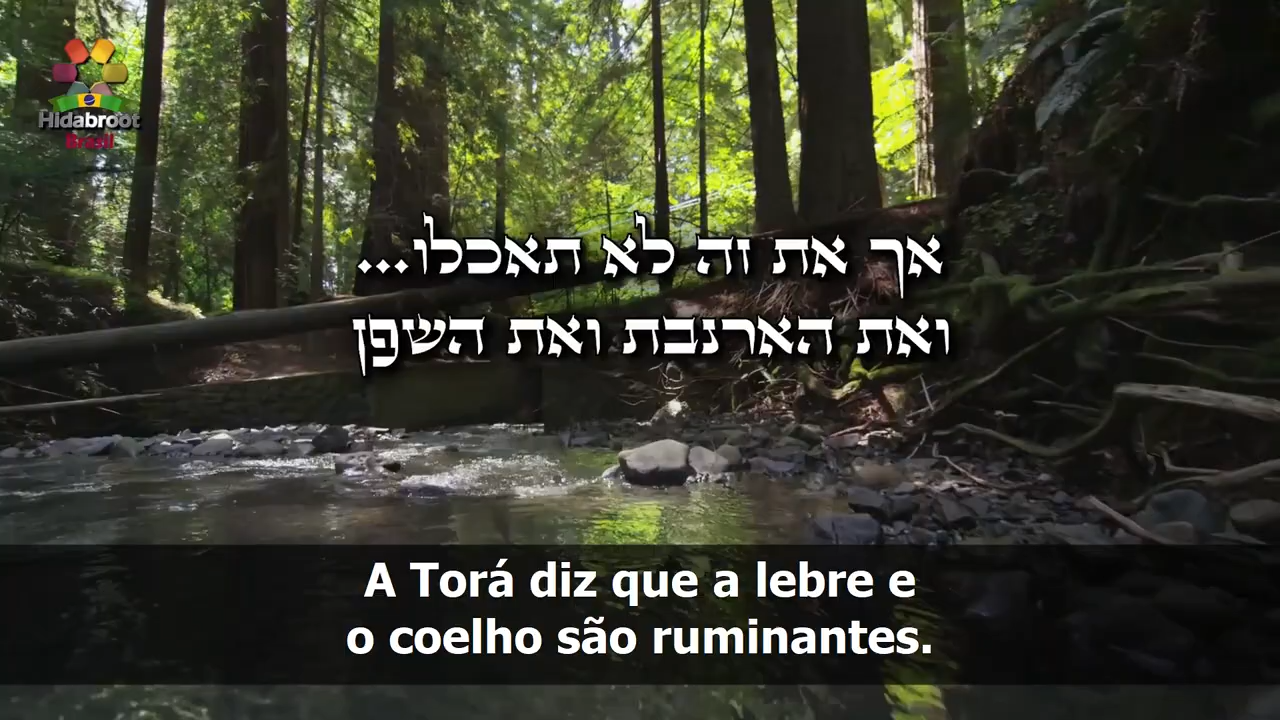 Hidabroot
Brasil
אך את זה לא תאכלו...
ואת הארנבת ואת השפן
A Torá diz que a lebre e
o coelho são ruminantes.